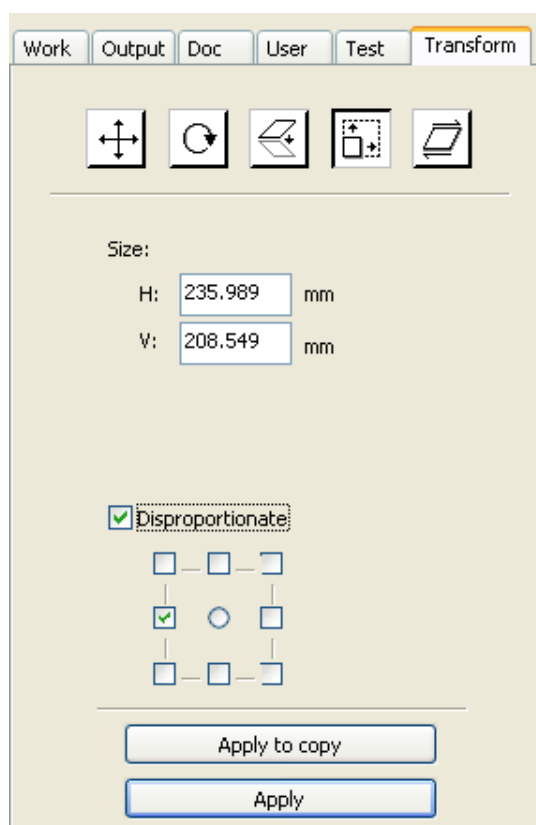 Work Output Doc User Test Transform
Size:
H: 235.989 mm
V: 208.549 mm
Disproportionate
Apply to copy
Apply